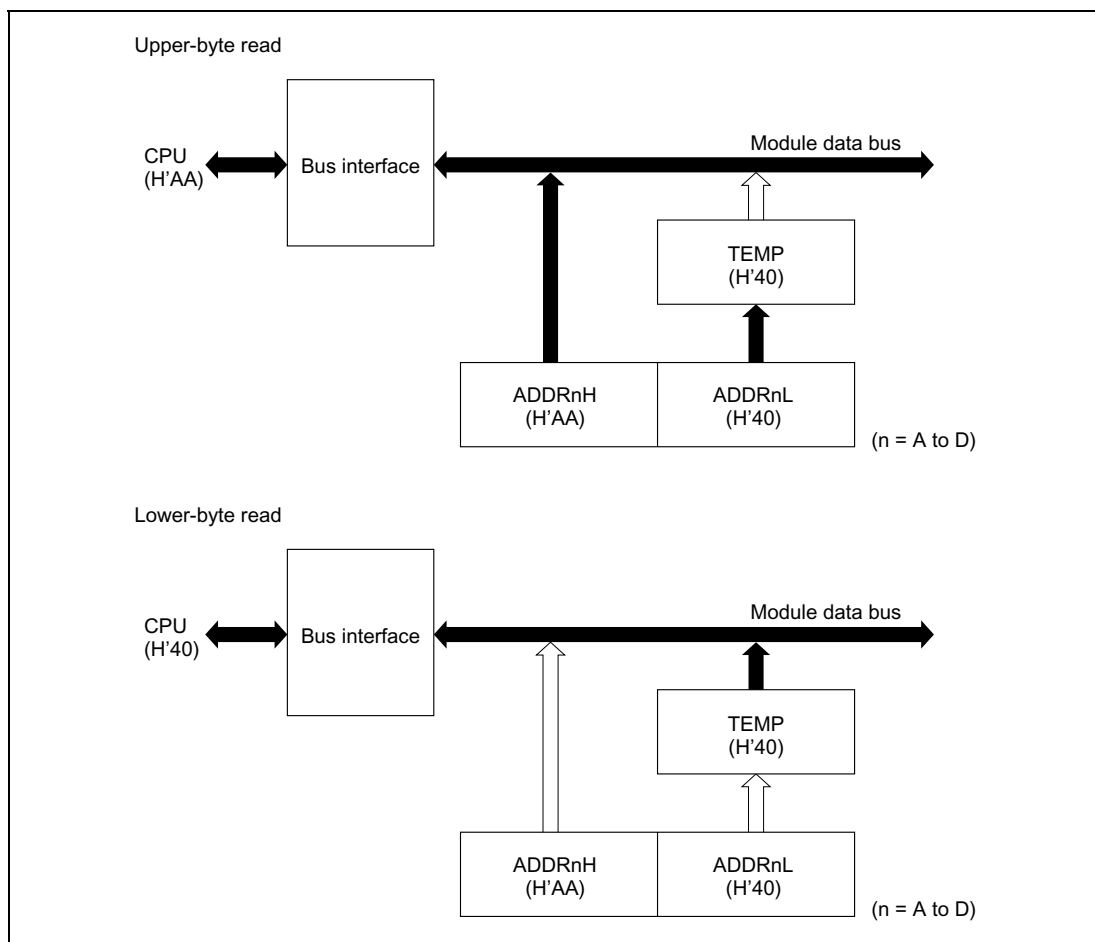 Upper-byte read
Module data bus
CPU
(H’AA)
Bus interface
TEMP
(H’40)
ADDRnH
(H’AA)
ADDRnL
(H’40)
(n = A to D)
Lower-byte read
Module data bus
CPU
(H’40)
Bus interface
TEMP
(H’40)
ADDRnH
(H’AA)
ADDRnL
(H’40)
(n = A to D)